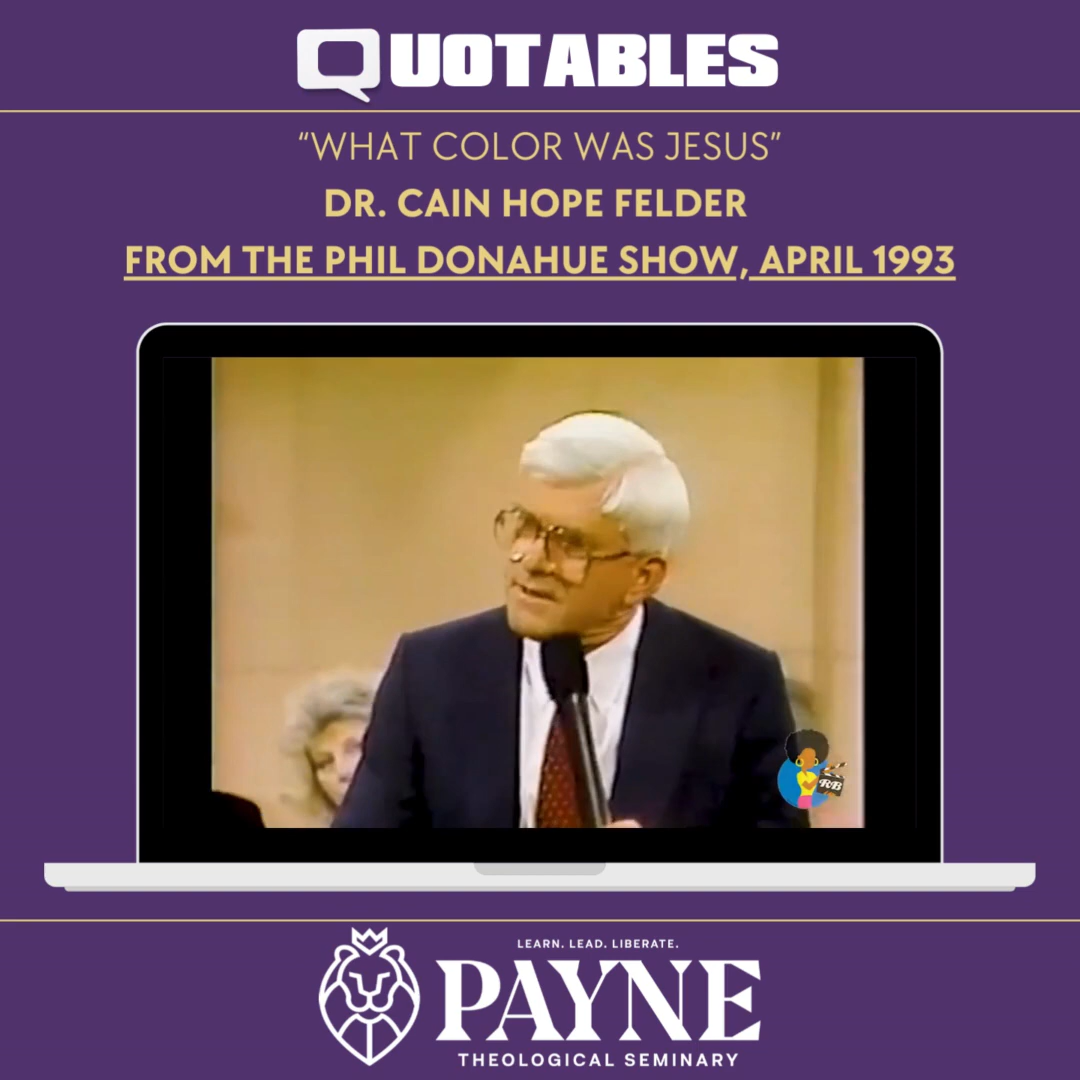 QUOTABLES
“WHAT COLOR WAS JESUS”
DR. CAIN HOPE FELDER
FROM THE PHIL DONAHUE SHOW, APRIL 1993
RB
LEARN. LEAD. LIBERATE.
PAYNE
THEOLOGICAL SEMINARY